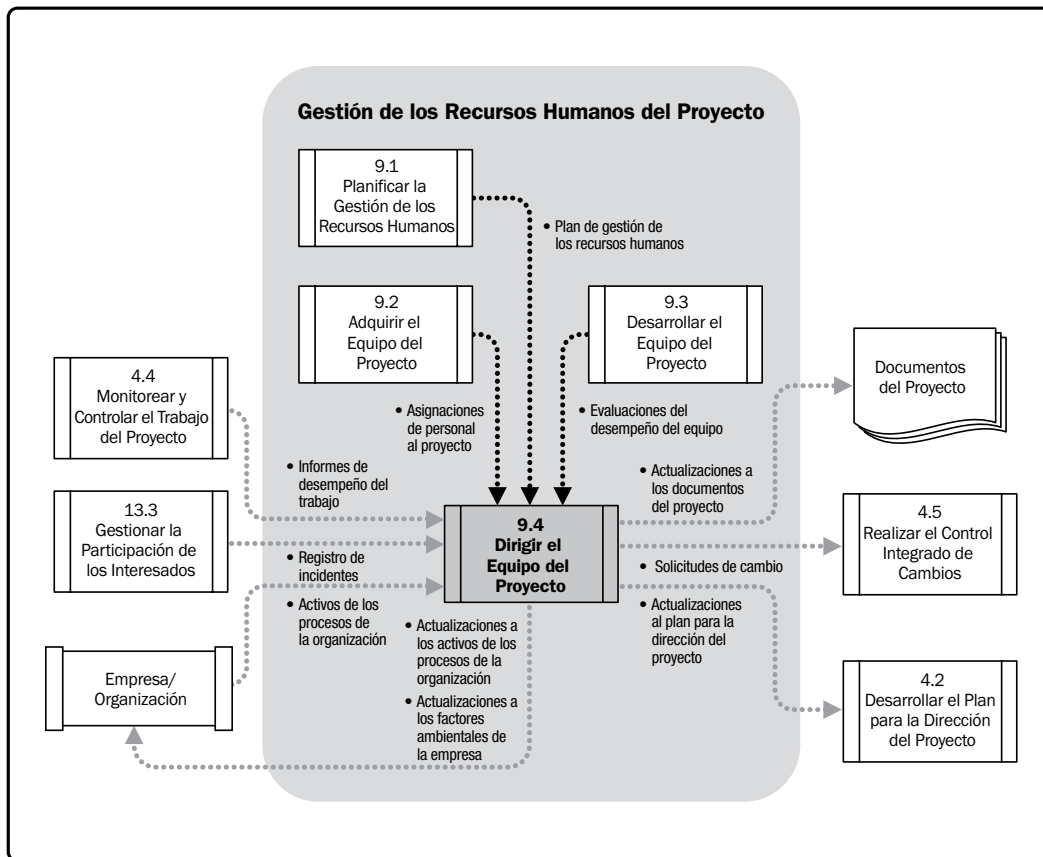 Gestión de los Recursos Humanos del Proyecto
9.1
Planificar la
Gestión de los
Recursos Humanos
• Plan de gestión de
los recursos humanos
9.2
Adquirir el
Equipo del
Proyecto
9.3
Desarrollar el
Equipo del
Proyecto
Documentos
del Proyecto
4.4
Monitorear y
Controlar el Trabajo
del Proyecto
• Asignaciones
de personal
al proyecto
• Evaluaciones del
desempeño del equipo
• Informes de
desempeño del
trabajo
• Actualizaciones a
los documentos
del proyecto
13.3
Gestionar la
Participación de
los Interesados
9.4
Dirigir el
Equipo del
Proyecto
4.5
Realizar el Control
Integrado de
Cambios
• Registro de
incidentes
• Solicitudes de cambio
• Activos de los
procesos de
la organización
• Actualizaciones a
los activos de los
procesos de la
organización
• Actualizaciones
al plan para la
dirección del
proyecto
Empresa/
Organización
• Actualizaciones a
los factores
ambientales de
la empresa
4.2
Desarrollar el Plan
para la Dirección
del Proyecto